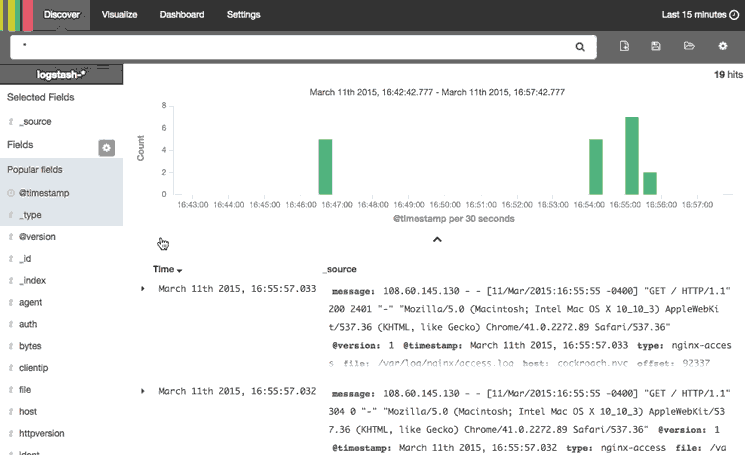 Discover Visualize Dashboard Settings Last 15 minutes
*
logstash-*
19 hits
Selected Fields
t _source
Fields
Popular fields
@timestamp
t _type
t @version
t _id
t _index
t agent
t auth
t bytes
t clientip
t file
t host
t httpversion
t ident
March 11th 2015, 16:42:42.777 - March 11th 2015, 16:57:42.777
Count
8
6
4
2
0
16:43:00 16:44:00 16:45:00 16:46:00 16:47:00 16:48:00 16:49:00 16:50:00 16:51:00 16:52:00 16:53:00 16:54:00 16:55:00 16:56:00 16:57:00
@timestamp per 30 seconds
Time _source
March 11th 2015, 16:55:57.033 message: 108.60.145.130 - - [11/Mar/2015:16:55:55 -0400] "GET / HTTP/1.1"
200 2401 "-" "Mozilla/5.0 (Macintosh; Intel Mac OS X 10_10_3) AppleWebKi
t/537.36 (KHTML, like Gecko) Chrome/41.0.2272.89 Safari/537.36"
@version: 1 @timestamp: March 11th 2015, 16:55:57.033 type: nginx-acces
s file: /var/log/nginx/access.log host: cockroach.nyc offset: 92337
March 11th 2015, 16:55:57.032 message: 108.60.145.130 - - [11/Mar/2015:16:55:55 -0400] "GET / HTTP/1.1"
304 0 "-" "Mozilla/5.0 (Macintosh; Intel Mac OS X 10_10_3) AppleWebKit/53
7.36 (KHTML, like Gecko) Chrome/41.0.2272.89 Safari/537.36" @version: 1
@timestamp: March 11th 2015, 16:55:57.032 type: nginx-access file: /va